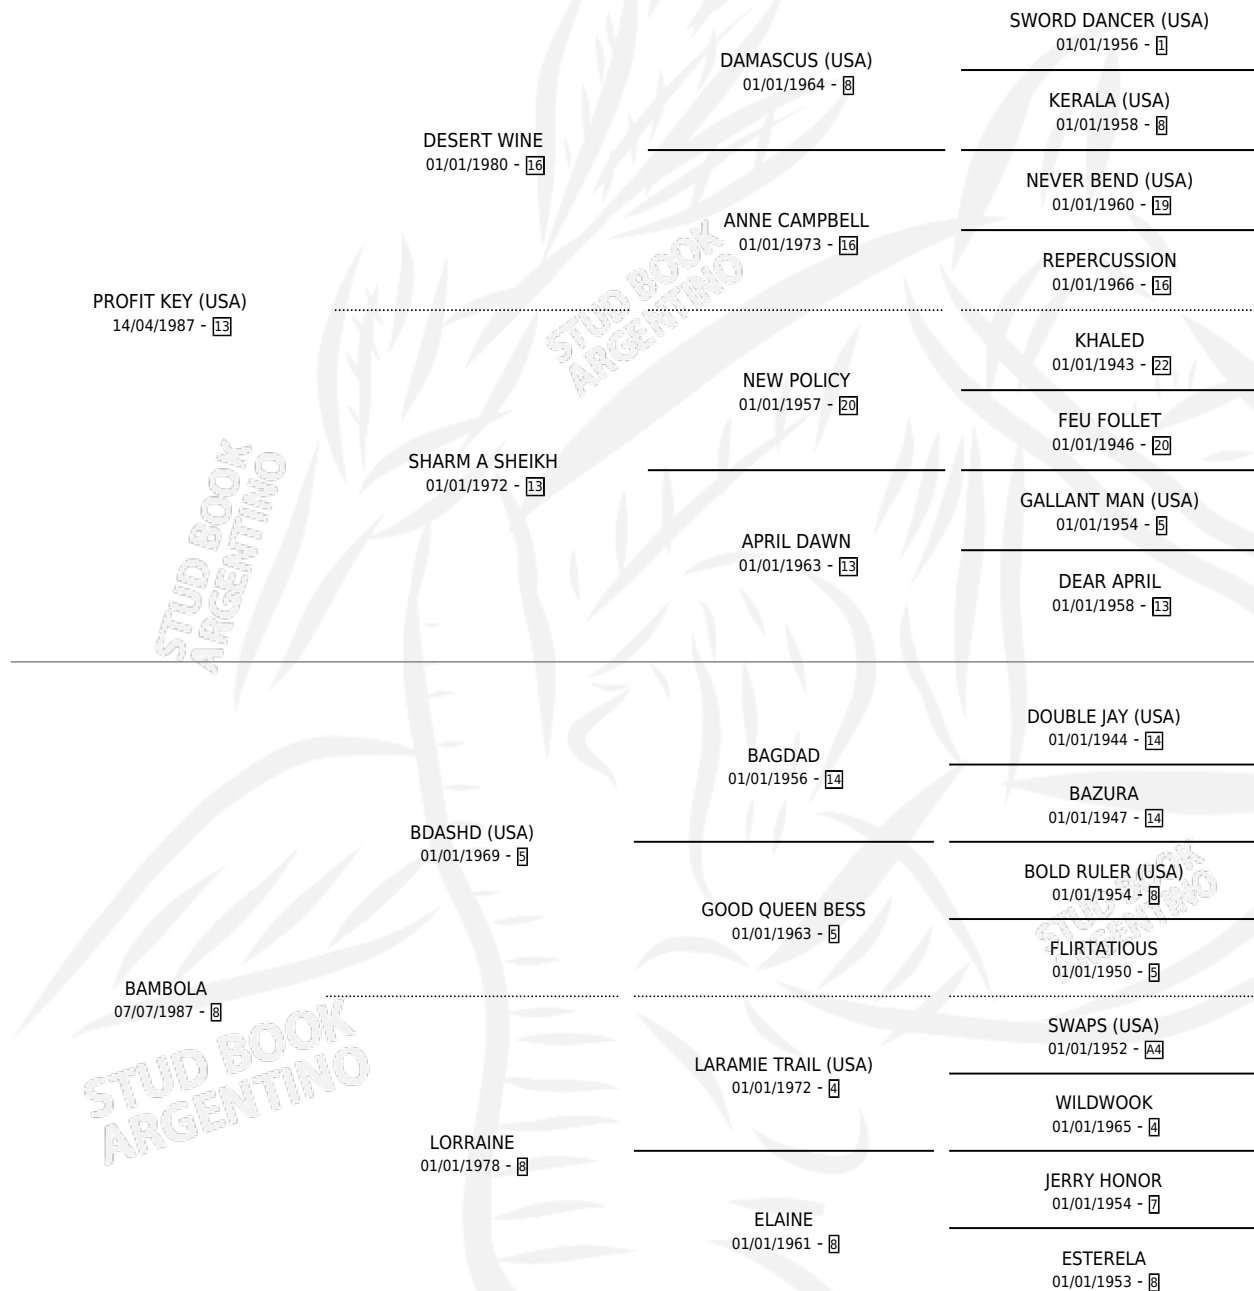 SWORD DANCER (USA)
01/01/1956 - 1
DAMASCUS (USA)
01/01/1964 - 8
KERALA (USA)
01/01/1958 - 8
DESERT WINE
01/01/1980 - 16
NEVER BEND (USA)
01/01/1960 - 19
ANNE CAMPBELL
01/01/1973 - 16
REPERCUSSION
01/01/1966 - 16
PROFIT KEY (USA)
14/04/1987 - 13
KHALED
01/01/1943 - 22
NEW POLICY
01/01/1957 - 20
FEU FOLLET
01/01/1946 - 20
SHARM A SHEIKH
01/01/1972 - 13
GALLANT MAN (USA)
01/01/1954 - 5
APRIL DAWN
01/01/1963 - 13
DEAR APRIL
01/01/1958 - 13
DOUBLE JAY (USA)
01/01/1944 - 14
BAGDAD
01/01/1956 - 14
BAZURA
01/01/1947 - 14
BDASHD (USA)
01/01/1969 - 5
BOLD RULER (USA)
01/01/1954 - 8
GOOD QUEEN BESS
01/01/1963 - 5
FLIRTATIOUS
01/01/1950 - 5
BAMBOLA
07/07/1987 - 8
SWAPS (USA)
01/01/1952 - A4
LARAMIE TRAIL (USA)
01/01/1972 - 4
WILDWOOK
01/01/1965 - 4
LORRAINE
01/01/1978 - 8
JERRY HONOR
01/01/1954 - 7
ELAINE
01/01/1961 - 8
ESTERELA
01/01/1953 - 8
STUD BOOK
ARGENTINO
STUD BOOK
ARGENTINO
STUD BOOK
ARGENTINO
STUD BOOK
ARGENTINO